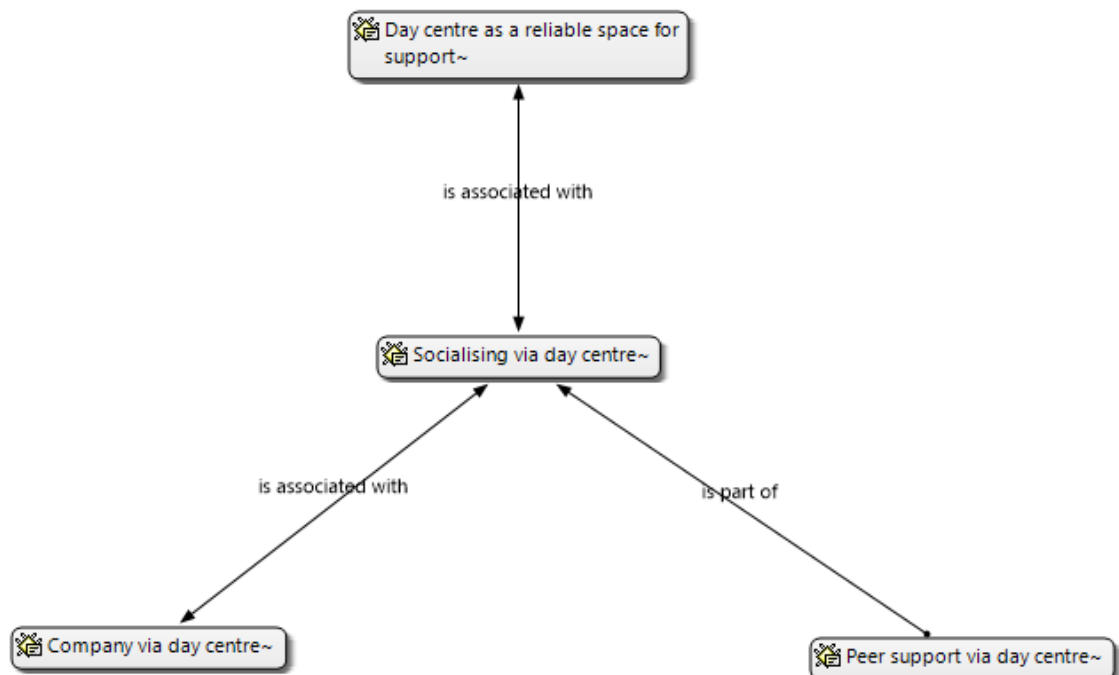 Day centre as a reliable space for
support~
is associated with
Socialising via day centre~
is associated with
is part of
Company via day centre~
Peer support via day centre~